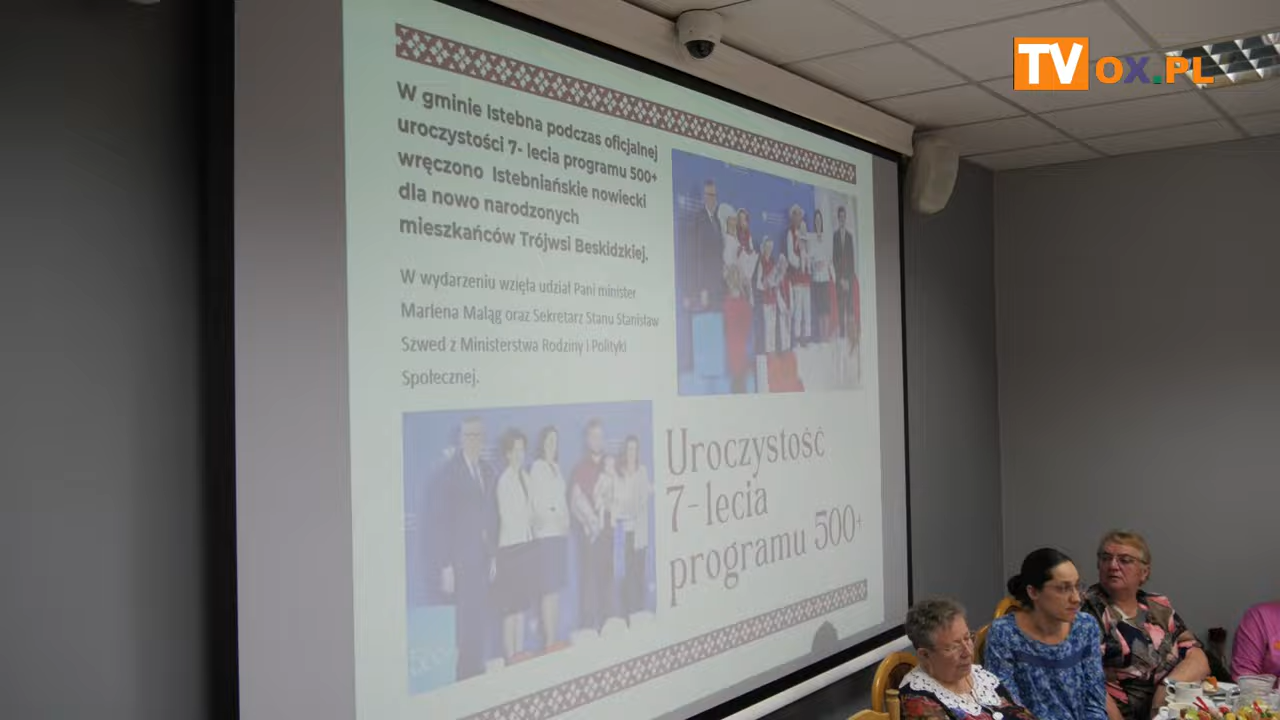 TVOX.PL
W gminie Istebna podczas oficjalnej
uroczystości 7- lecia programu 500+
wręczono Istebniańskie nowiecki
dla nowo narodzonych
mieszkańców Trójwsi Beskidzkiej.
W wydarzeniu wzięła udział Pani minister
Marlena Maląg oraz Sekretarz Stanu Stanisław
Szwed z Ministerstwa Rodziny i Polityki
Społecznej.
Uroczystość
7-lecia
programu 500+